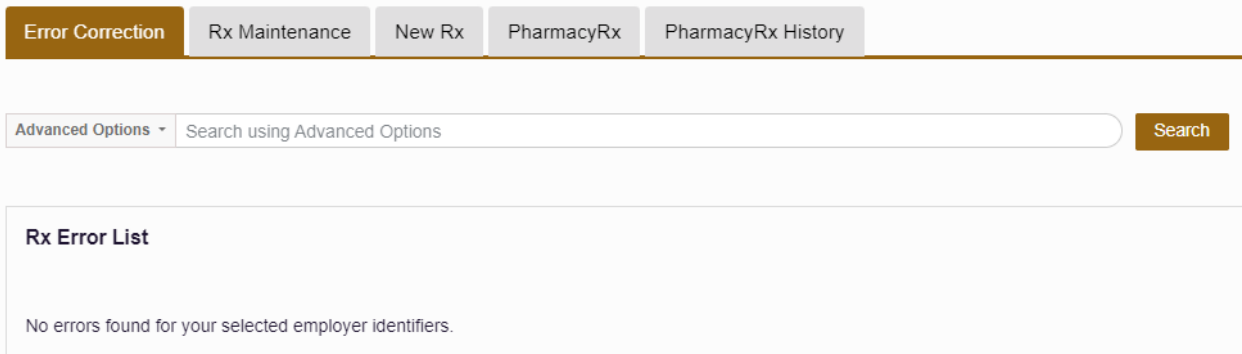 Error Correction Rx Maintenance New Rx PharmacyRx PharmacyRx History
Advanced Options Search using Advanced Options Search
Rx Error List
No errors found for your selected employer identifiers.